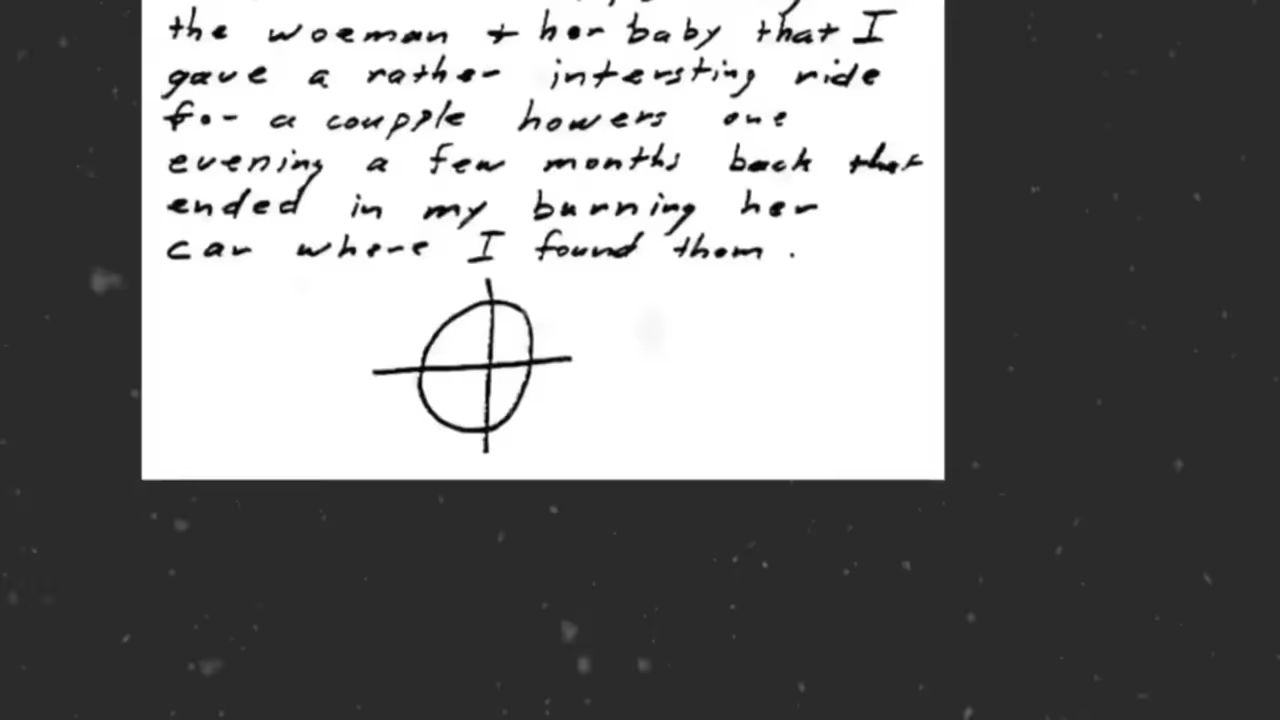 the woeman + her baby that I
gave a rather intersting ride
for a coupple howers one
evening a few months back that
ended in my burning her
car where I found them.